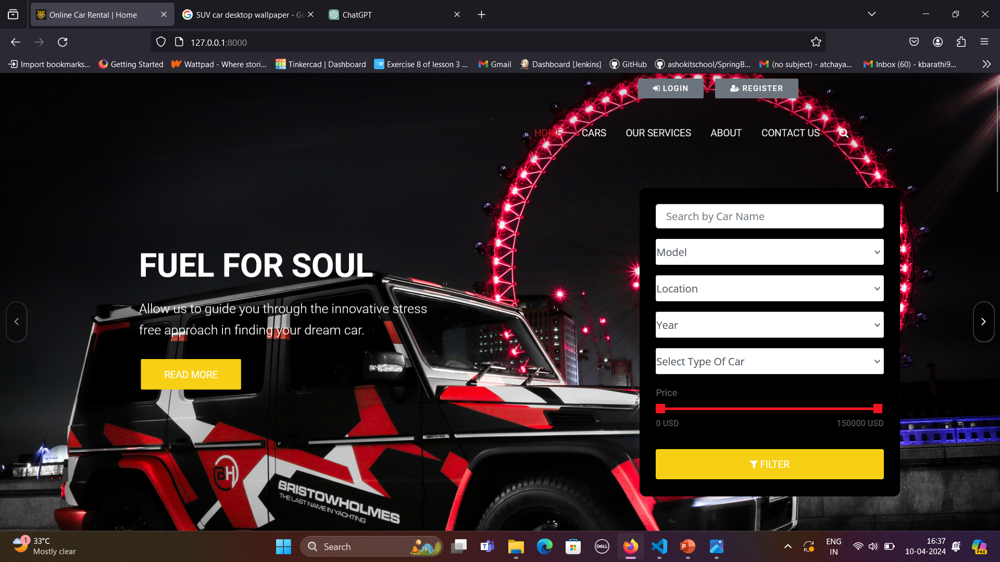 Online Car Rental | Home
SUV car desktop wallpaper - Go
ChatGPT
127.0.0.1:8000
Import bookmarks...
Getting Started
Wattpad - Where stori...
Tinkercad | Dashboard
Exercise 8 of lesson 3 ...
Gmail
Dashboard [Jenkins]
GitHub
ashokitschool/SpringB...
(no subject) - atchaya...
Inbox (60) - kbarathi9...
LOGIN
REGISTER
HOME
CARS
OUR SERVICES
ABOUT
CONTACT US
Search by Car Name
Model
Location
Year
Select Type Of Car
Price
0 USD
150000 USD
FILTER
FUEL FOR SOUL
Allow us to guide you through the innovative stress
free approach in finding your dream car.
READ MORE
AMG
BH
BRISTOWHOLMES
THE LAST NAME IN YACHTING
1
33°C
Mostly clear
Search
T
DELL
P
ENG
IN
16:37
10-04-2024
PRE